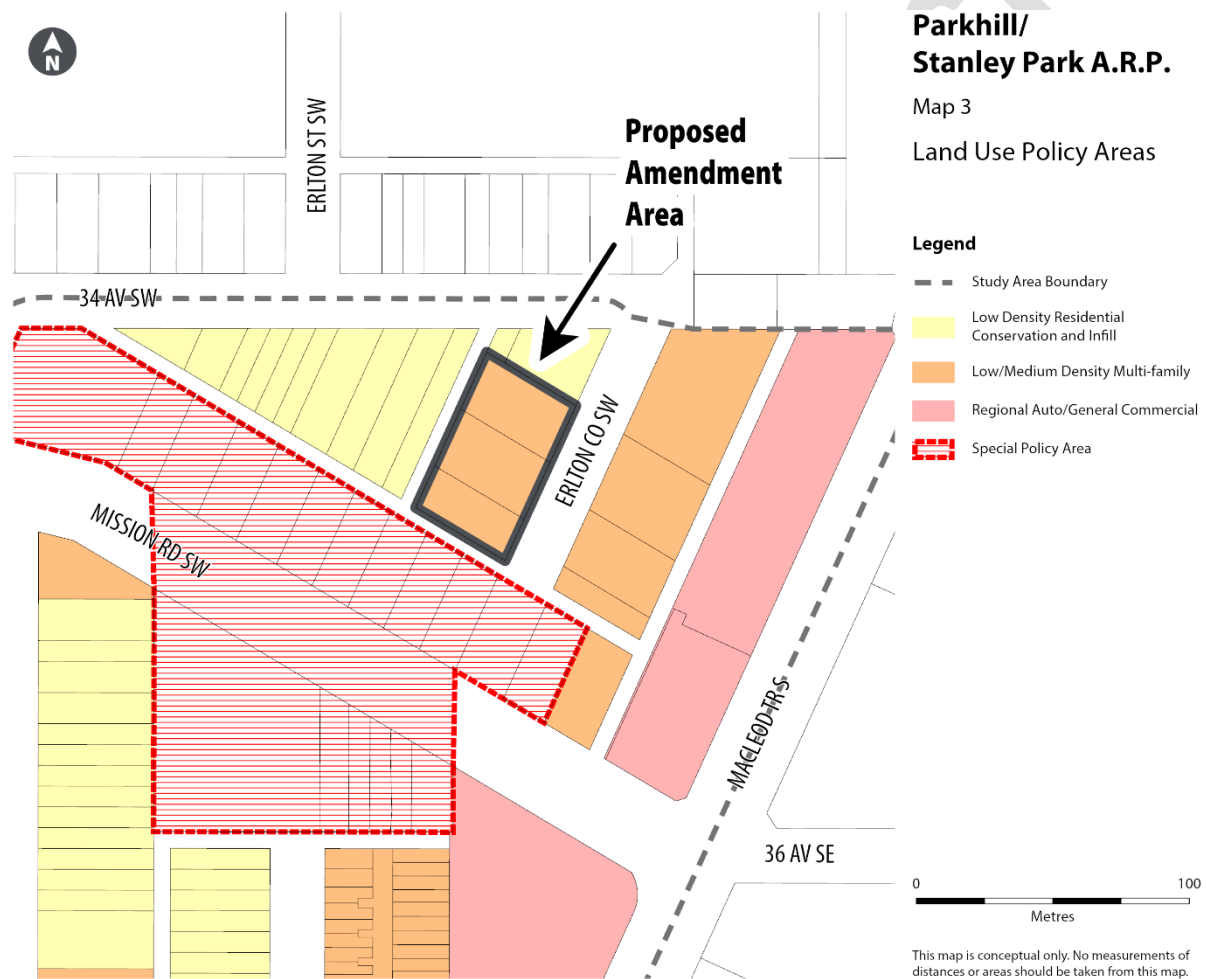 N
Parkhill/
Stanley Park A.R.P.
Map 3
Land Use Policy Areas
ERLTON ST SW
Proposed
Amendment
Area
34 AV SW
ERLTON CO SW
MISSION RD SW
MACLEOD TR S
36 AV SE
Legend
Study Area Boundary
Low Density Residential
Conservation and Infill
Low/Medium Density Multi-family
Regional Auto/General Commercial
Special Policy Area
0 100
Metres
This map is conceptual only. No measurements of
distances or areas should be taken from this map.